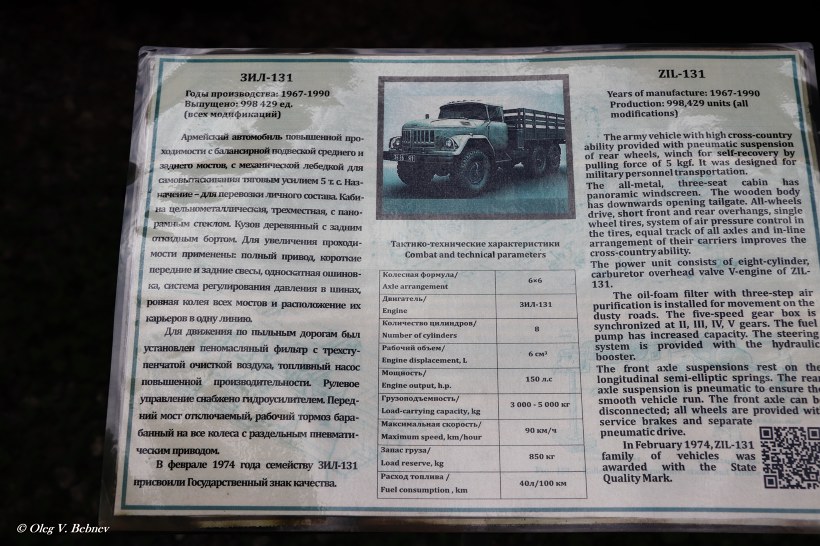 ЗИЛ-131
Годы производства: 1967-1990
Выпущено: 998 429 ед.
(всех модификаций)
Армейский автомобиль повышенной про-
ходимости с балансирной подвеской среднего и
заднего мостов, с механической лебедкой для
самовытаскивания тяговым усилием 5 т. с. Наз-
начение – для перевозки личного состава. Каби-
на цельнометаллическая, трехместная, с пано-
рамным стеклом. Кузов деревянный с задним
откидным бортом. Для увеличения проходи-
мости применены: полный привод, короткие
передние и задние свесы, односкатная ошинов-
ка, система регулирования давления в шинах,
ровная колея всех мостов и расположение их
карьеров в одну линию.
Для движения по пыльным дорогам был
установлен пеномасляный фильтр с трехсту-
пенчатой очисткой воздуха, топливный насос
повышенной производительности. Рулевое
управление снабжено гидроусилителем. Перед-
ний мост отключаемый, рабочий тормоз бара-
банный на все колеса с раздельным пневмати-
ческим приводом.
В феврале 1974 года семейству ЗИЛ-131
присвоили Государственный знак качества.
Тактико-технические характеристики
Combat and technical parameters
Колесная формула/
Axle arrangement
6×6
Двигатель/
Engine
ЗИЛ-131
Количество цилиндров/
Number of cylinders
8
Рабочий объем/
Engine displacement, L
6 см³
Мощность/
Engine output, h.p.
150 л.с
Грузоподъемность/
Load-carrying capacity, kg
3 000 - 5 000 кг
Максимальная скорость/
Maximum speed, km/hour
90 км/ч
Запас груза/
Load reserve, kg
850 кг
Расход топлива /
Fuel consumption , km
40л/100 км
ZIL-131
Years of manufacture: 1967-1990
Production: 998,429 units (all
modifications)
The army vehicle with high cross-country
ability provided with pneumatic suspension
of rear wheels, winch for self-recovery by
pulling force of 5 kgf. It was designed for
military personnel transportation.
The all-metal, three-seat cabin has
panoramic windscreen. The wooden body
has downwards opening tailgate. All-wheels
drive, short front and rear overhangs, single
wheel tires, system of air pressure control in
the tires, equal track of all axles and in-line
arrangement of their carriers improves the
cross-country ability.
The power unit consists of eight-cylinder,
carburetor overhead valve V-engine of ZIL-
131.
The oil-foam filter with three-step air
purification is installed for movement on the
dusty roads. The five-speed gear box is
synchronized at II, III, IV, V gears. The fuel
pump has increased capacity. The steering
system is provided with the hydraulic
booster.
The front axle suspensions rest on the
longitudinal semi-elliptic springs. The rear
axle suspension is pneumatic to ensure the
smooth vehicle run. The front axle can b
disconnected; all wheels are provided wit
service brakes and separate
pneumatic drive.
In February 1974, ZIL-131
family of vehicles was
awarded with the State
Quality Mark.
© Oleg V. Bebnev